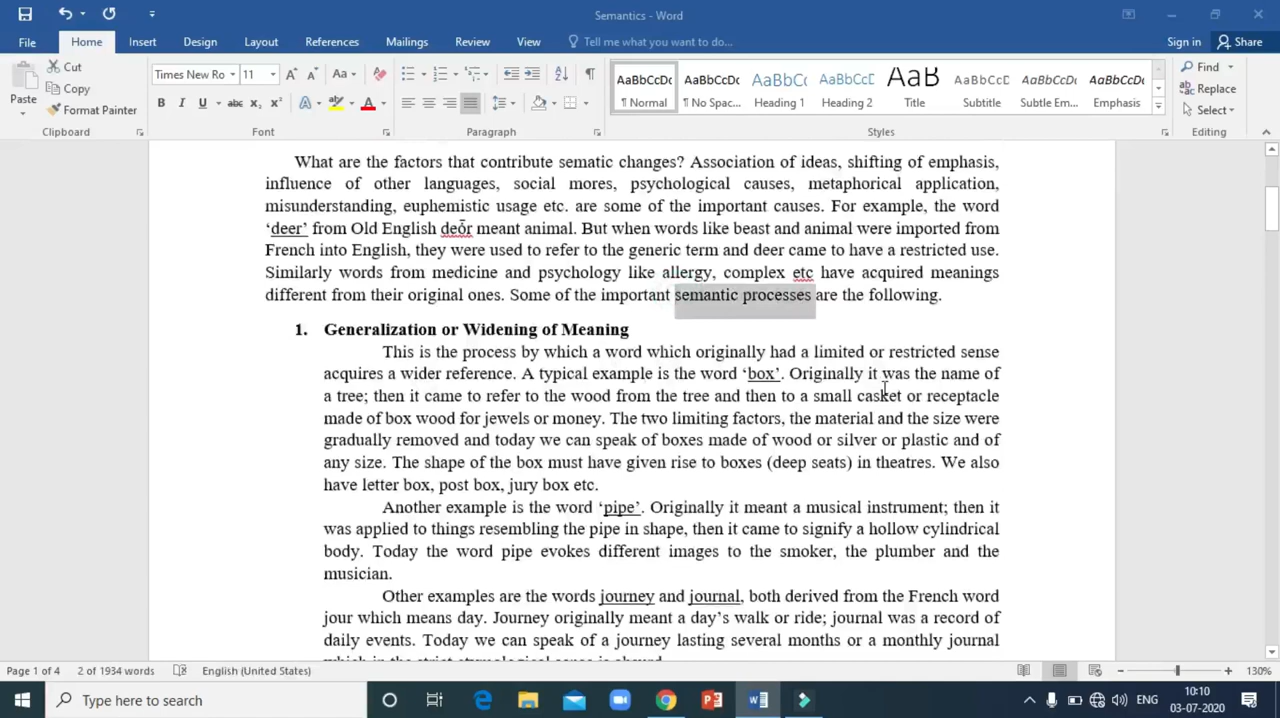 Semantics - Word
File Home Insert Design Layout References Mailings Review View Tell me what you want to do... Sign in Share
Paste Cut Copy Format Painter Clipboard
Times New Ro 11 Aa B I U abc x₂ x² A A Font
Paragraph
AaBbCcDc ¶ Normal
AaBbCcDc ¶ No Spac...
AaBbCc Heading 1
AaBbCcC Heading 2
AaB Title
AaBbCcD Subtitle
AaBbCcDc Subtle Em...
AaBbCcDc Emphasis
Styles
Find Replace Select Editing
What are the factors that contribute sematic changes? Association of ideas, shifting of emphasis,
influence of other languages, social mores, psychological causes, metaphorical application,
misunderstanding, euphemistic usage etc. are some of the important causes. For example, the word
‘deer’ from Old English deōr meant animal. But when words like beast and animal were imported from
French into English, they were used to refer to the generic term and deer came to have a restricted use.
Similarly words from medicine and psychology like allergy, complex etc have acquired meanings
different from their original ones. Some of the important semantic processes are the following.
1. Generalization or Widening of Meaning
This is the process by which a word which originally had a limited or restricted sense
acquires a wider reference. A typical example is the word ‘box’. Originally it was the name of
a tree; then it came to refer to the wood from the tree and then to a small casket or receptacle
made of box wood for jewels or money. The two limiting factors, the material and the size were
gradually removed and today we can speak of boxes made of wood or silver or plastic and of
any size. The shape of the box must have given rise to boxes (deep seats) in theatres. We also
have letter box, post box, jury box etc.
Another example is the word ‘pipe’. Originally it meant a musical instrument; then it
was applied to things resembling the pipe in shape, then it came to signify a hollow cylindrical
body. Today the word pipe evokes different images to the smoker, the plumber and the
musician.
Other examples are the words journey and journal, both derived from the French word
jour which means day. Journey originally meant a day’s walk or ride; journal was a record of
daily events. Today we can speak of a journey lasting several months or a monthly journal
which in the strict etymological sense is absurd.
Page 1 of 4 2 of 1934 words English (United States) 130%
Type here to search ENG 10:10
03-07-2020